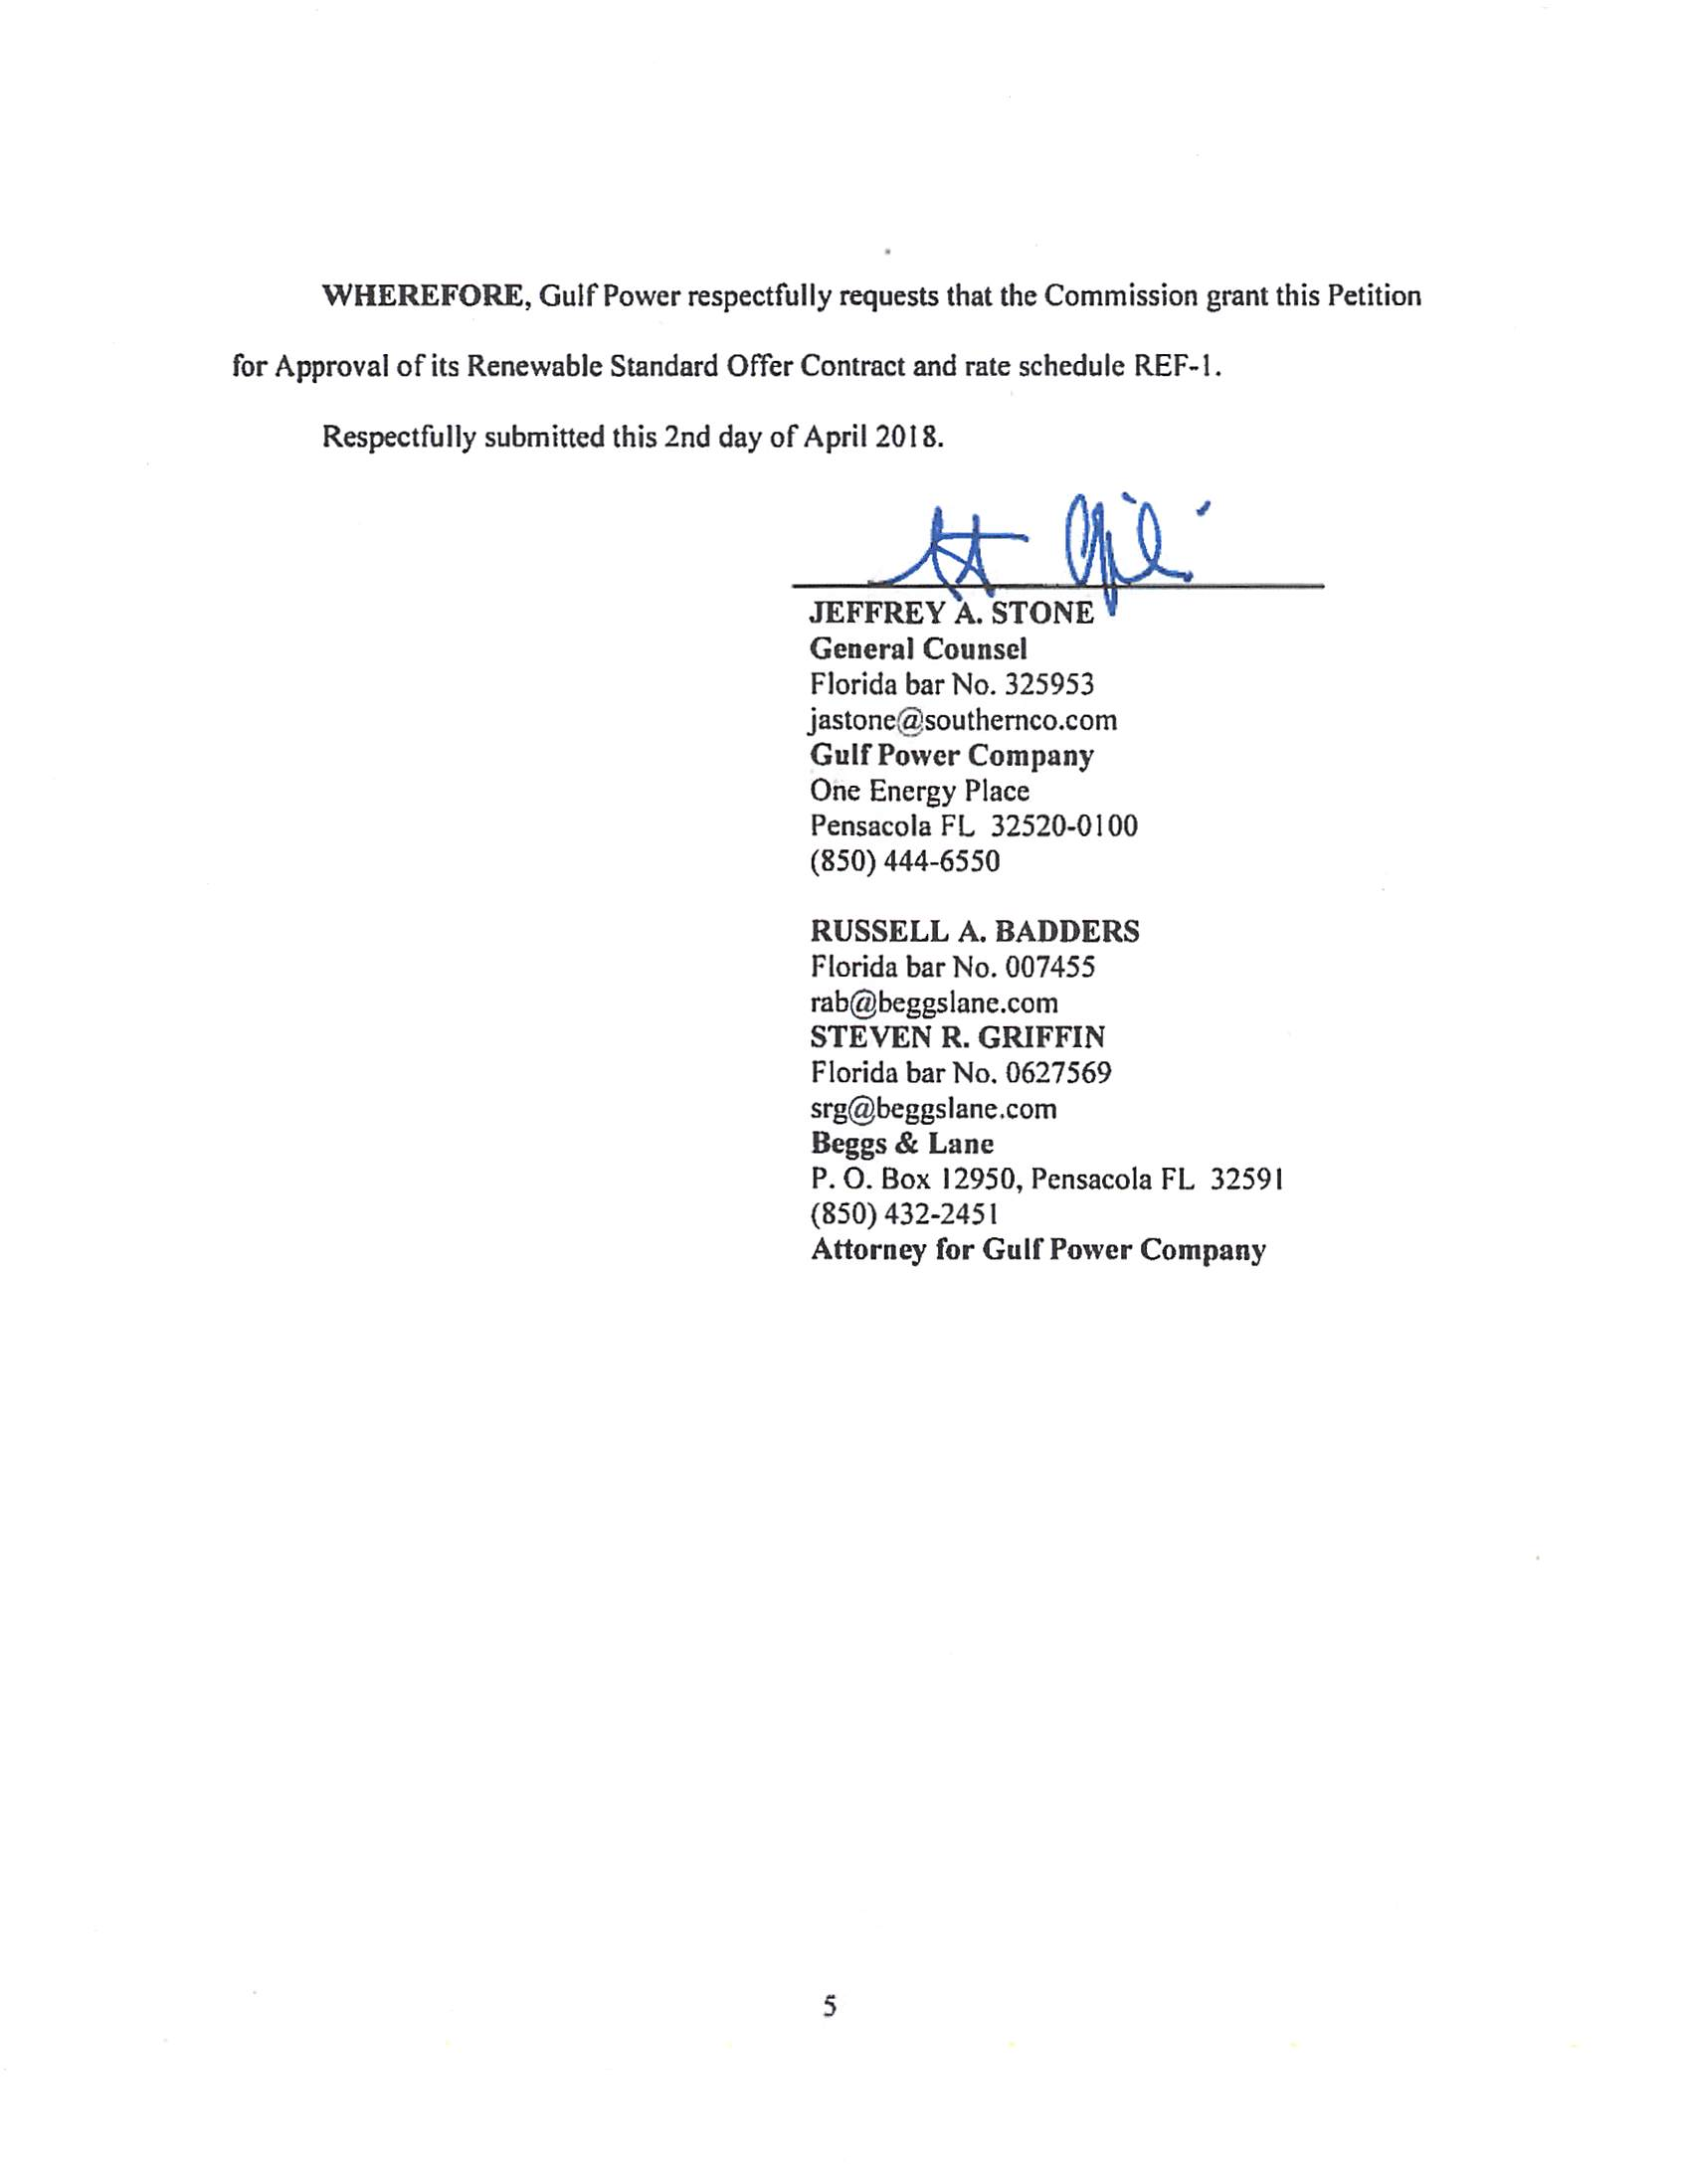 WHEREFORE, Gulf Power respectfully requests that the Commission grant this Petition
for Approval of its Renewable Standard Offer Contract and rate schedule REF-1.
Respectfully submitted this 2nd day of April 2018.
JEFFREY A. STONE
General Counsel
Florida bar No. 325953
jastone@southernco.com
Gulf Power Company
One Energy Place
Pensacola FL 32520-0100
(850) 444-6550
RUSSELL A. BADDERS
Florida bar No. 007455
rab@beggslane.com
STEVEN R. GRIFFIN
Florida bar No. 0627569
srg@beggslane.com
Beggs & Lane
P. O. Box 12950, Pensacola FL 32591
(850) 432-2451
Attorney for Gulf Power Company
5